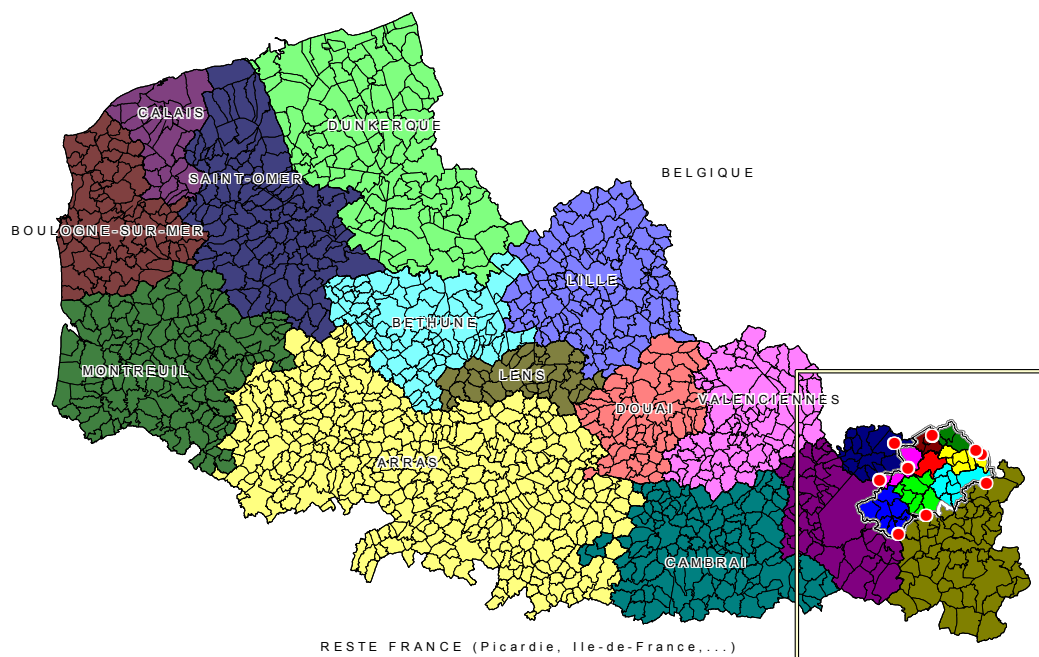 CALAIS
DUNKERQUE
BELGIQUE
SAINT-OMER
BOULOGNE-SUR-MER
LILLE
BETHUNE
MONTREUIL
LENS
VALENCIENNES
DOUAI
ARRAS
CAMBRAI
RESTE FRANCE (Picardie, Ile-de-France,...)